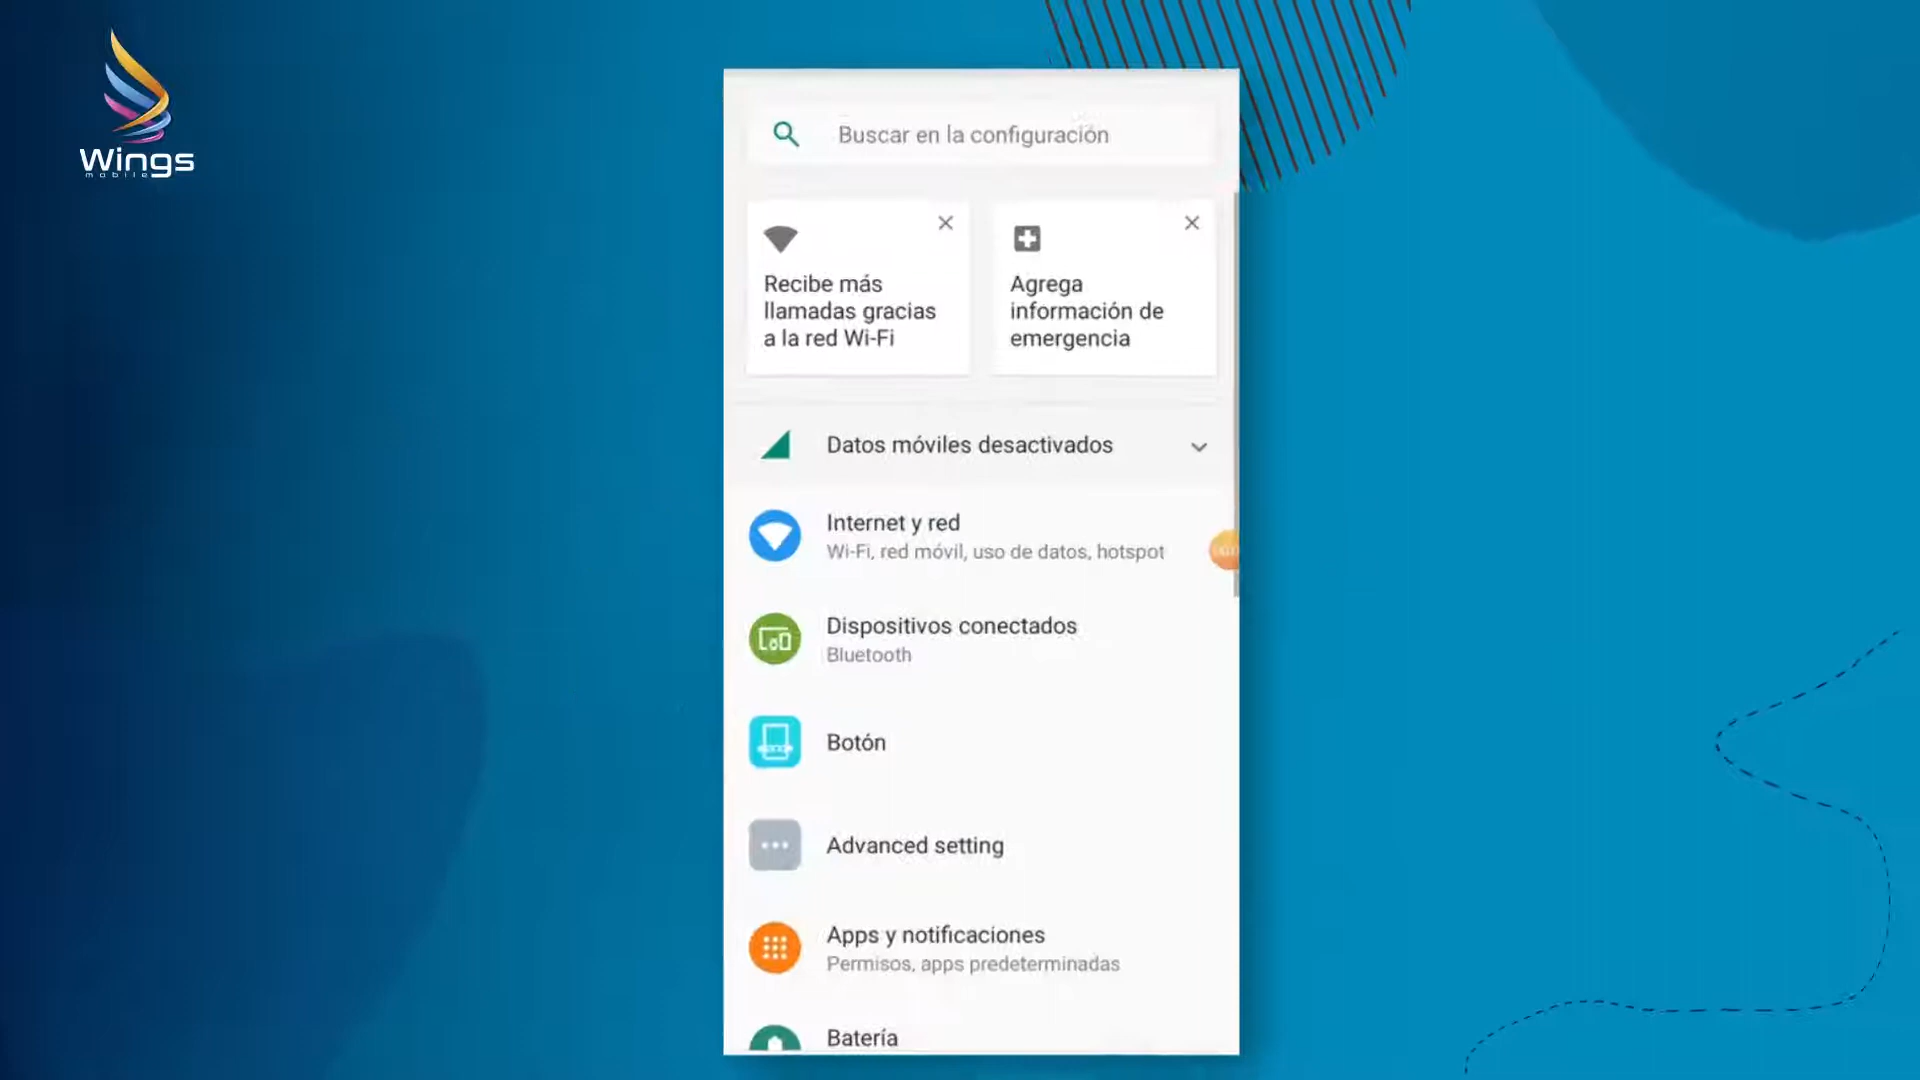 Wings
mobile
Buscar en la configuración
Recibe más
llamadas gracias
a la red Wi-Fi
Agrega
información de
emergencia
Datos móviles desactivados
Internet y red
Wi-Fi, red móvil, uso de datos, hotspot
Dispositivos conectados
Bluetooth
Botón
Advanced setting
Apps y notificaciones
Permisos, apps predeterminadas
Batería